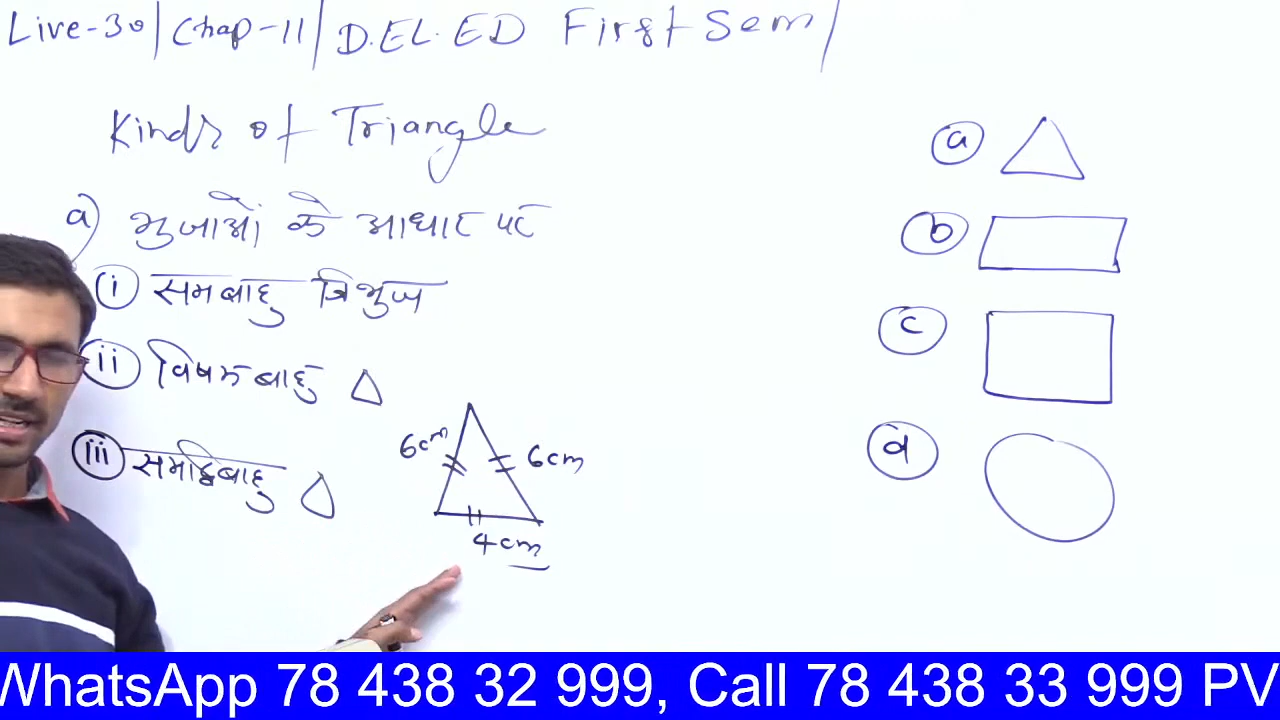 Live-30/Chap-11/D.EL.ED First Sem/
Kinds of Triangle
a) भुजाओं के आधार पर
i समबाहु त्रिभुज
ii विषमबाहु
iii समद्विबाहु
6cm 6cm
4cm
a
b
c
d
WhatsApp 78 438 32 999, Call 78 438 33 999 PV